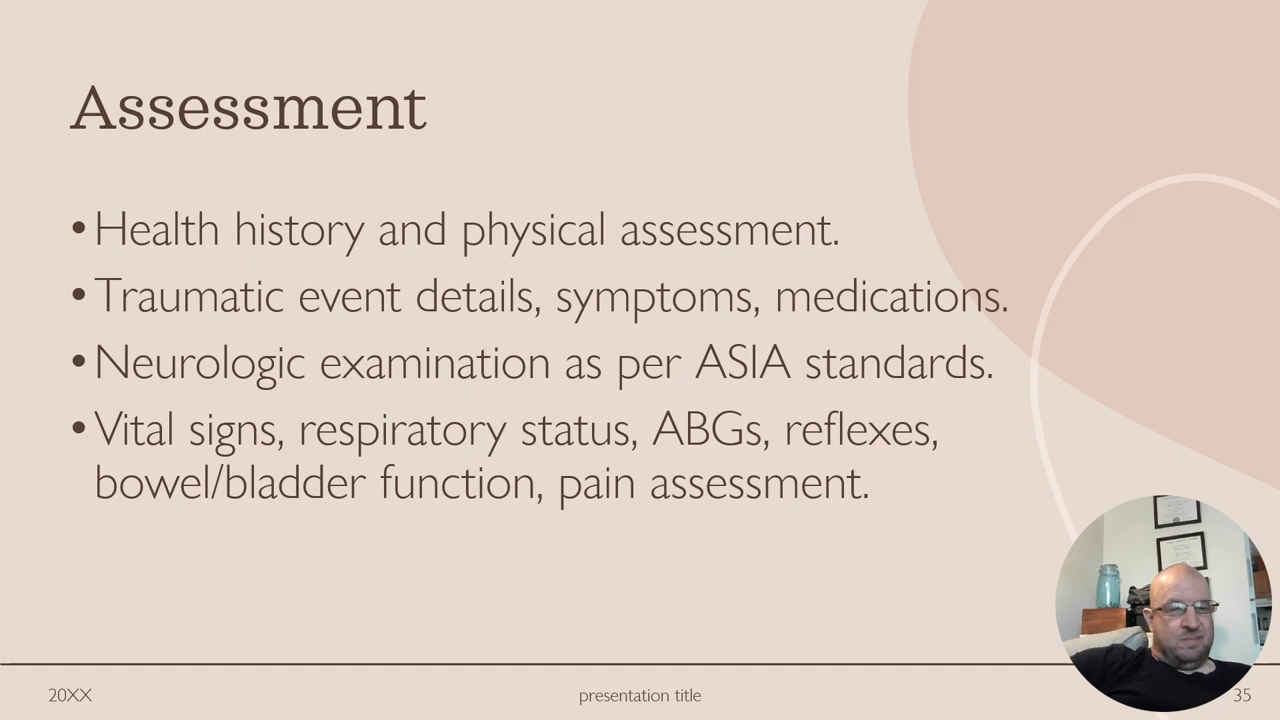 Assessment
• Health history and physical assessment.
• Traumatic event details, symptoms, medications.
• Neurologic examination as per ASIA standards.
• Vital signs, respiratory status, ABGs, reflexes,
bowel/bladder function, pain assessment.
20XX
presentation title
35